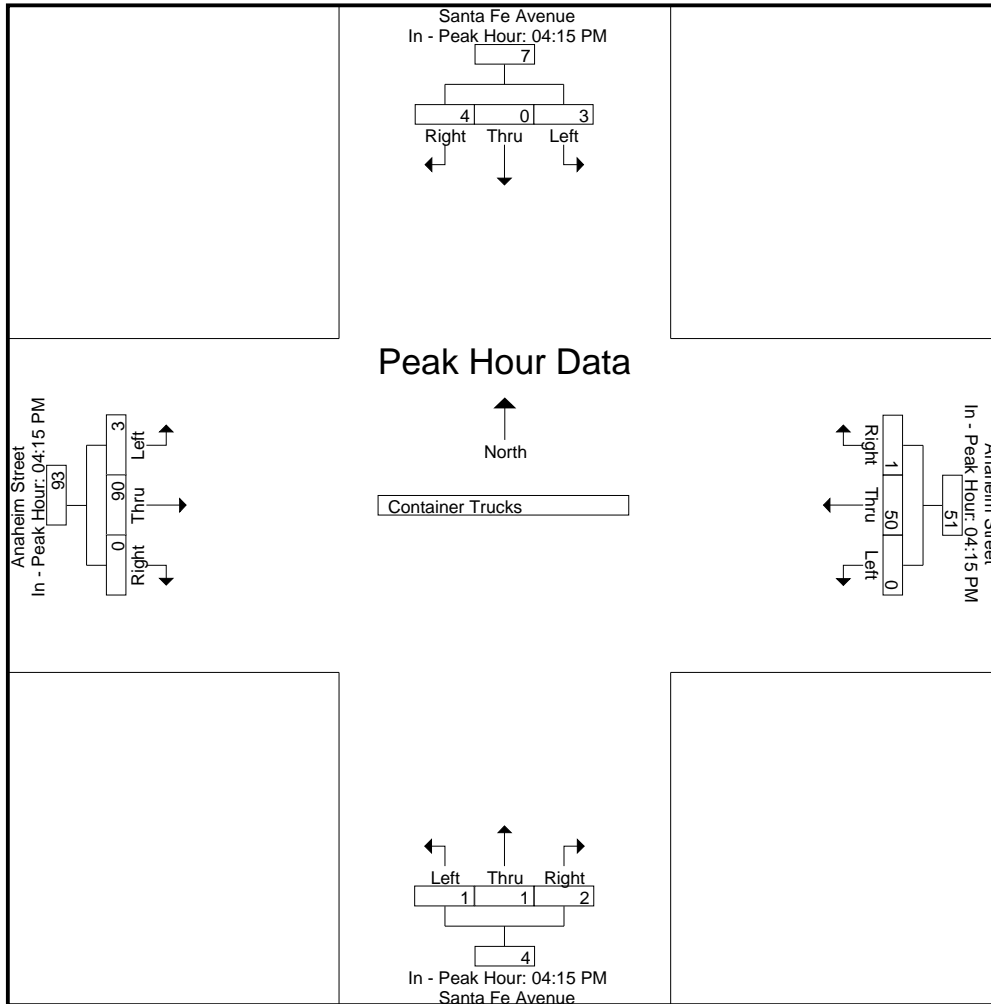 Santa Fe Avenue
In - Peak Hour: 04:15 PM
7
4 0 3
Right Thru Left
Peak Hour Data
North
Container Trucks
Anaheim Street
In - Peak Hour: 04:15 PM
93
3 90 0
Left Thru Right
Anaheim Street
In - Peak Hour: 04:15 PM
51
1 50 0
Right Thru Left
Left Thru Right
1 1 2
4
In - Peak Hour: 04:15 PM
Santa Fe Avenue